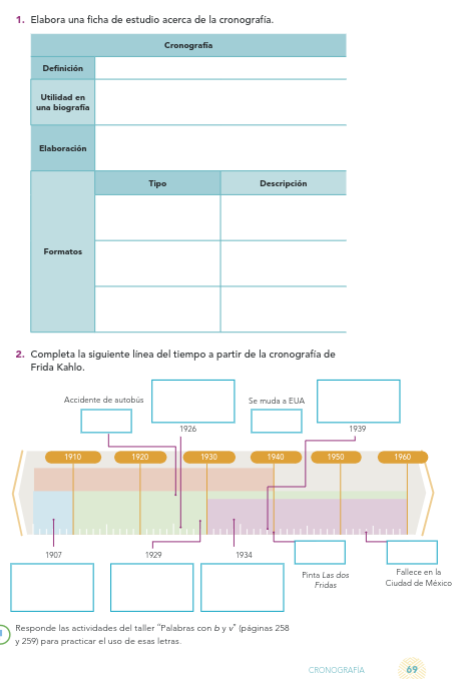 1. Elabora una ficha de estudio acerca de la cronografía.
Cronografía
Definición
Utilidad en
una biografía
Elaboración
Tipo
Descripción
Formatos
2. Completa la siguiente línea del tiempo a partir de la cronografía de
Frida Kahlo.
Accidente de autobús
Se muda a EUA
1926
1939
1910
1920
1930
1940
1950
1960
1907
1929
1934
Pinta Las dos
Fridas
Fallece en la
Ciudad de México
Responde las actividades del taller "Palabras con b y v" (páginas 258
y 259) para practicar el uso de esas letras.
CRONOGRAFÍA
69